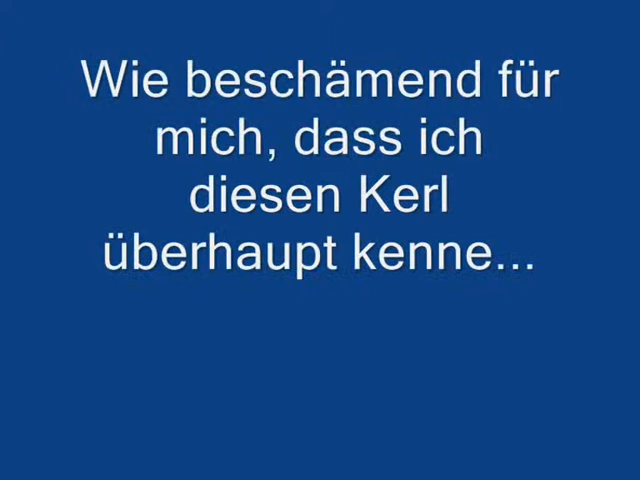 Wie beschämend für
mich, dass ich
diesen Kerl
überhaupt kenne...